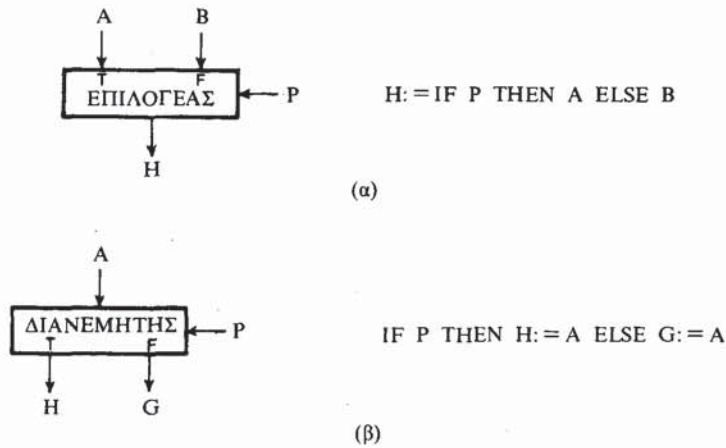 A B
T F
ΕΠΙΛΟΓΕΑΣ P H: = IF P THEN A ELSE B
H
(α)
A
ΔΙΑΝΕΜΗΤΗΣ P IF P THEN H: = A ELSE G: = A
T F
H G
(β)